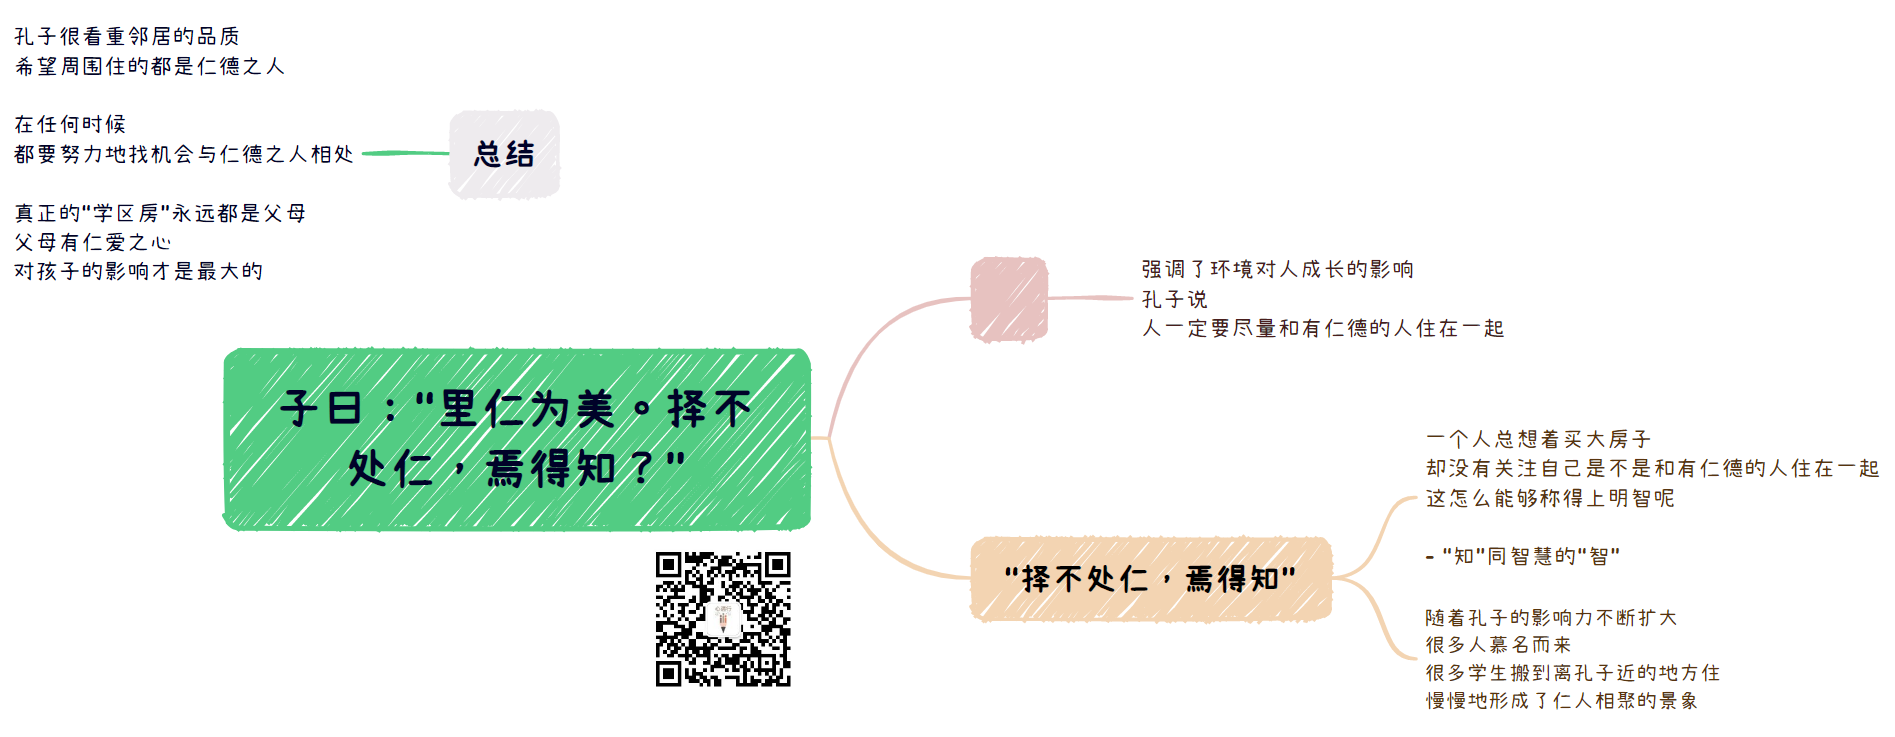 孔子很看重邻居的品质
希望周围住的都是仁德之人
在任何时候
都要努力地找机会与仁德之人相处
真正的"学区房"永远都是父母
父母有仁爱之心
对孩子的影响才是最大的
总结
子曰："里仁为美。择不
处仁，焉得知？"
强调了环境对人成长的影响
孔子说
人一定要尽量和有仁德的人住在一起
"择不处仁，焉得知"
一个人总想着买大房子
却没有关注自己是不是和有仁德的人住在一起
这怎么能够称得上明智呢
- "知"同智慧的"智"
随着孔子的影响力不断扩大
很多人慕名而来
很多学生搬到离孔子近的地方住
慢慢地形成了仁人相聚的景象